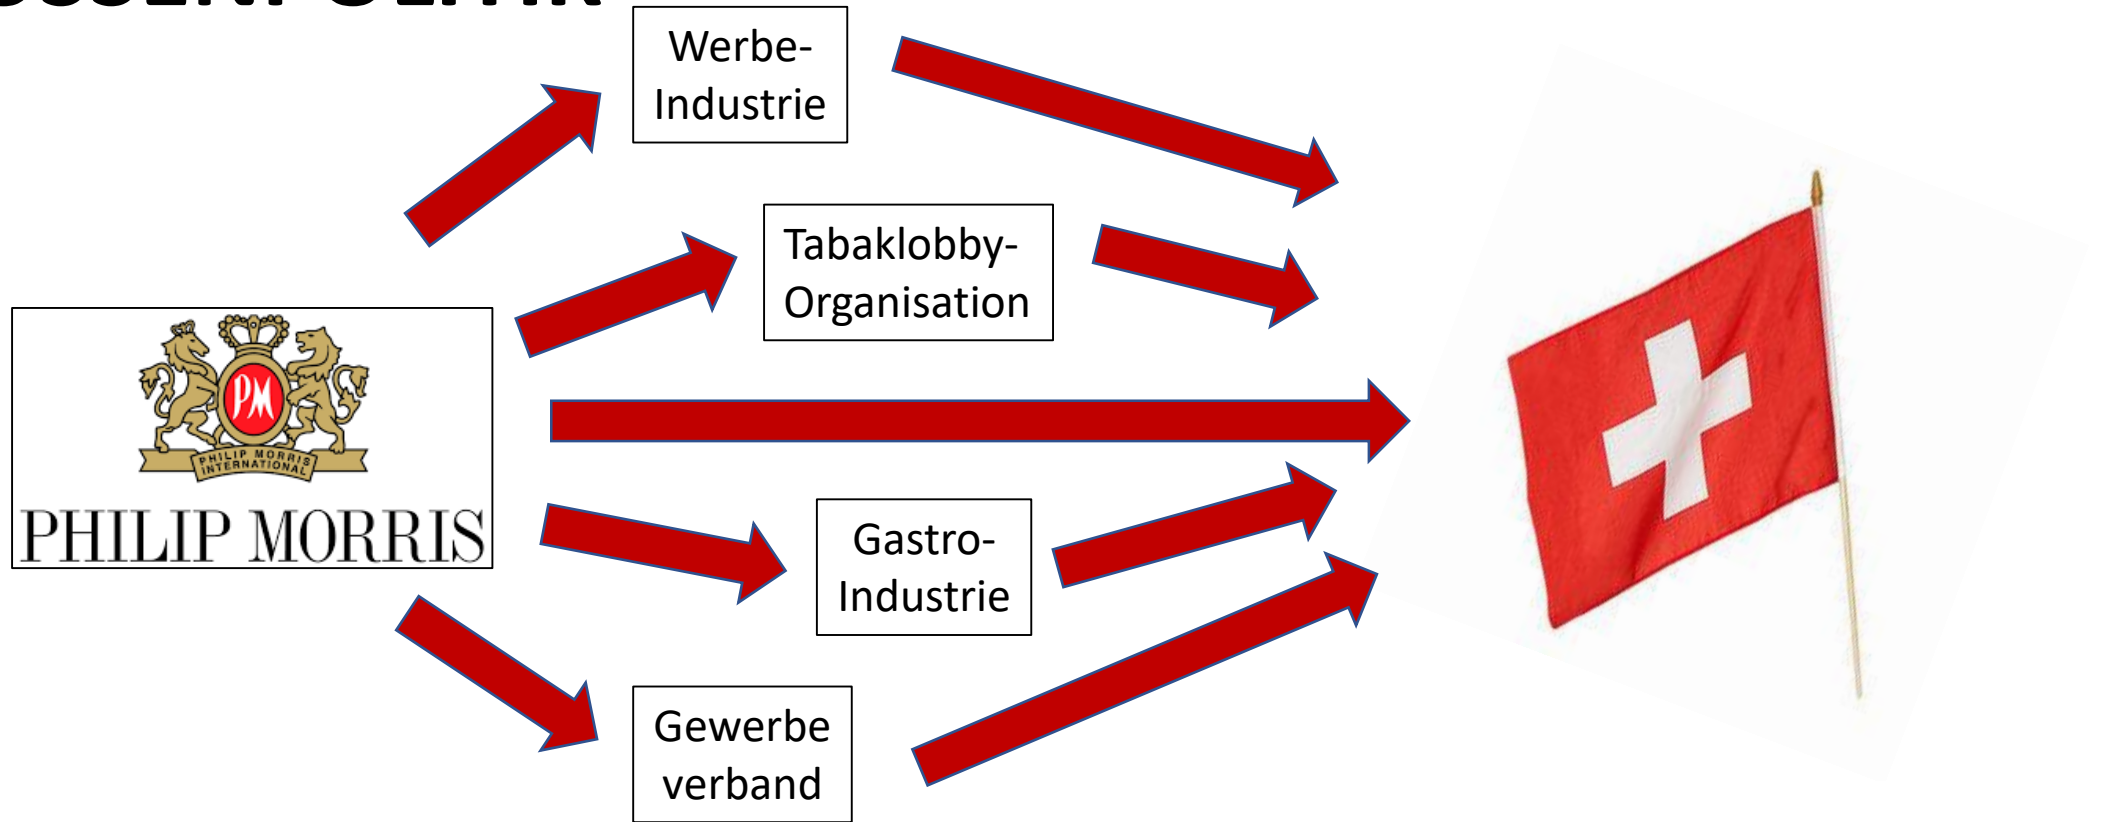 Werbe-
Industrie
Tabaklobby-
Organisation
PM
PHILIP MORRIS
INTERNATIONAL
PHILIP MORRIS
Gastro-
Industrie
Gewerbe
verband